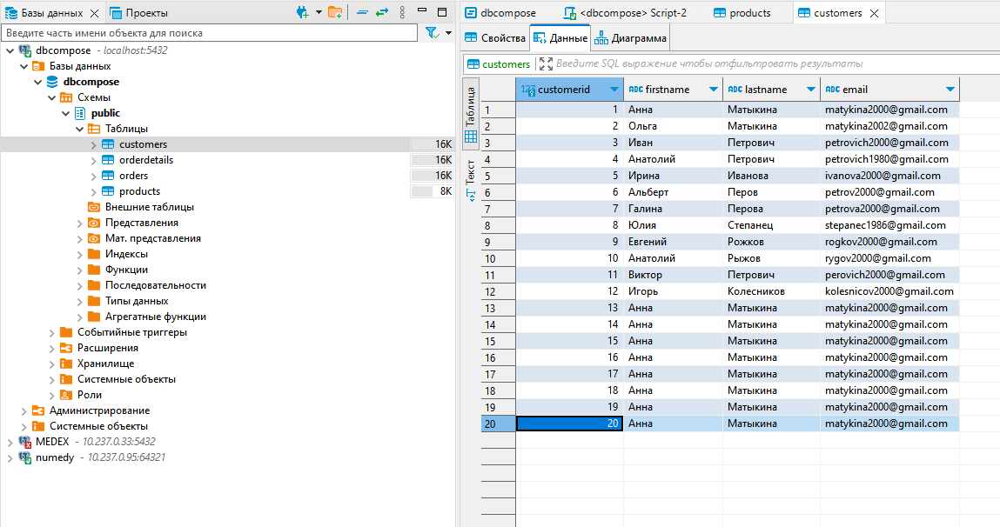 Базы данных
Проекты
Введите часть имени объекта для поиска
dbcompose - localhost:5432
Базы данных
dbcompose
Схемы
public
Таблицы
customers 16K
orderdetails 16K
orders 16K
products 8K
Внешние таблицы
Представления
Мат. представления
Индексы
Функции
Последовательности
Типы данных
Агрегатные функции
Событийные триггеры
Расширения
Хранилище
Системные объекты
Роли
Администрирование
Системные объекты
MEDEX - 10.237.0.33:5432
numedy - 10.237.0.95:64321
dbcompose
<dbcompose> Script-2
products
customers
Свойства
Данные
Диаграмма
customers
Введите SQL выражение чтобы отфильтровать результаты
Таблица
Текст
123 customerid ABC firstname ABC lastname ABC email
1 1 Анна Матыкина matykina2000@gmail.com
2 2 Ольга Матыкина matykina2002@gmail.com
3 3 Иван Петрович petrovich2000@gmail.com
4 4 Анатолий Петрович petrovich1980@gmail.com
5 5 Ирина Иванова ivanova2000@gmail.com
6 6 Альберт Перов petrov2000@gmail.com
7 7 Галина Перова petrova2000@gmail.com
8 8 Юлия Степанец stepanec1986@gmail.com
9 9 Евгений Рожков rogkov2000@gmail.com
10 10 Анатолий Рыжов rygov2000@gmail.com
11 11 Виктор Петрович perovich2000@gmail.com
12 12 Игорь Колесников kolesnicov2000@gmail.com
13 13 Анна Матыкина matykina2000@gmail.com
14 14 Анна Матыкина matykina2000@gmail.com
15 15 Анна Матыкина matykina2000@gmail.com
16 16 Анна Матыкина matykina2000@gmail.com
17 17 Анна Матыкина matykina2000@gmail.com
18 18 Анна Матыкина matykina2000@gmail.com
19 19 Анна Матыкина matykina2000@gmail.com
20 20 Анна Матыкина matykina2000@gmail.com